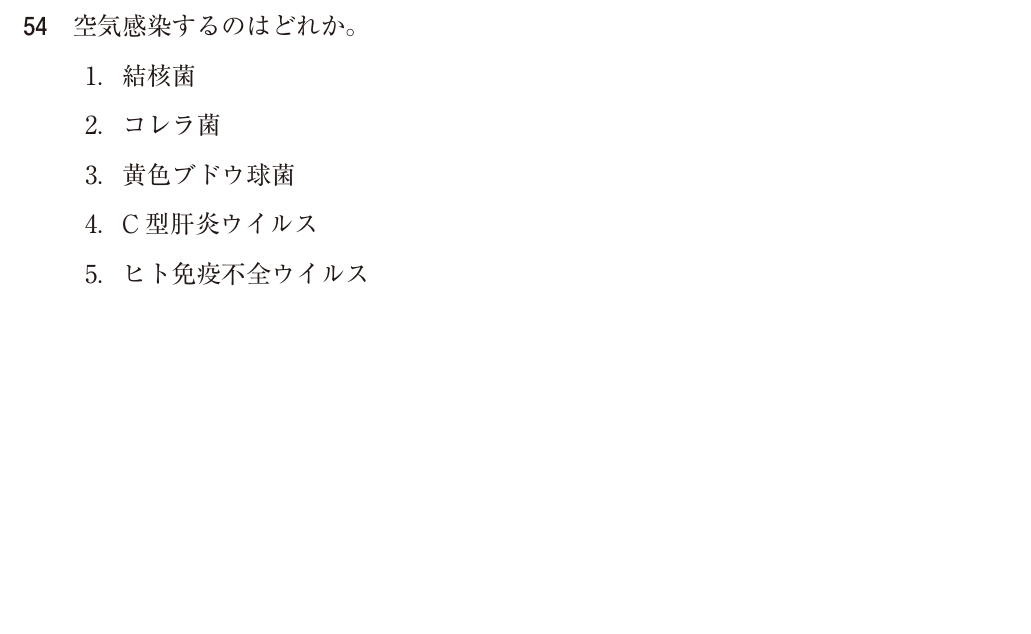 54 空気感染するのはどれか。
1. 結核菌
2. コレラ菌
3. 黄色ブドウ球菌
4. C 型肝炎ウイルス
5. ヒト免疫不全ウイルス